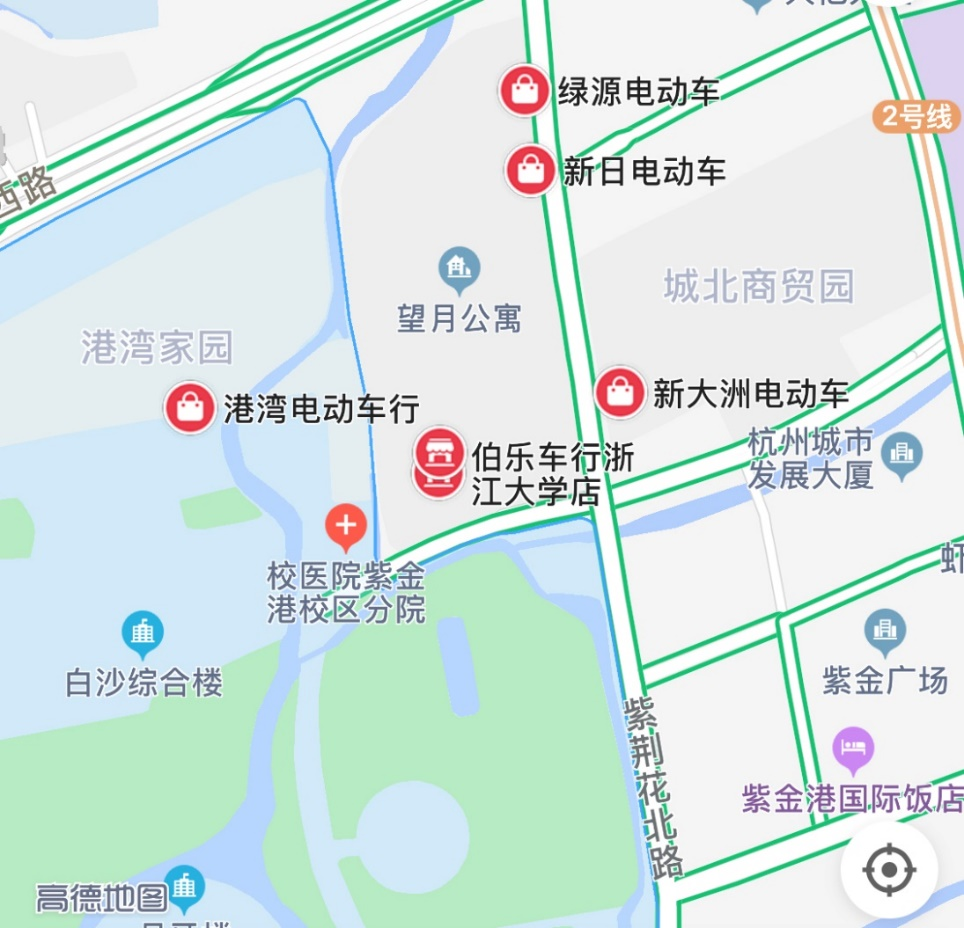 绿源电动车
2号线
新日电动车
西路
望月公寓
城北商贸园
港湾家园
新大洲电动车
港湾电动车行
杭州城市
发展大厦
伯乐车行浙
江大学店
校医院紫金
港校区分院
虾
白沙综合楼
紫金广场
紫荆花北路
紫金港国际饭店
高德地图